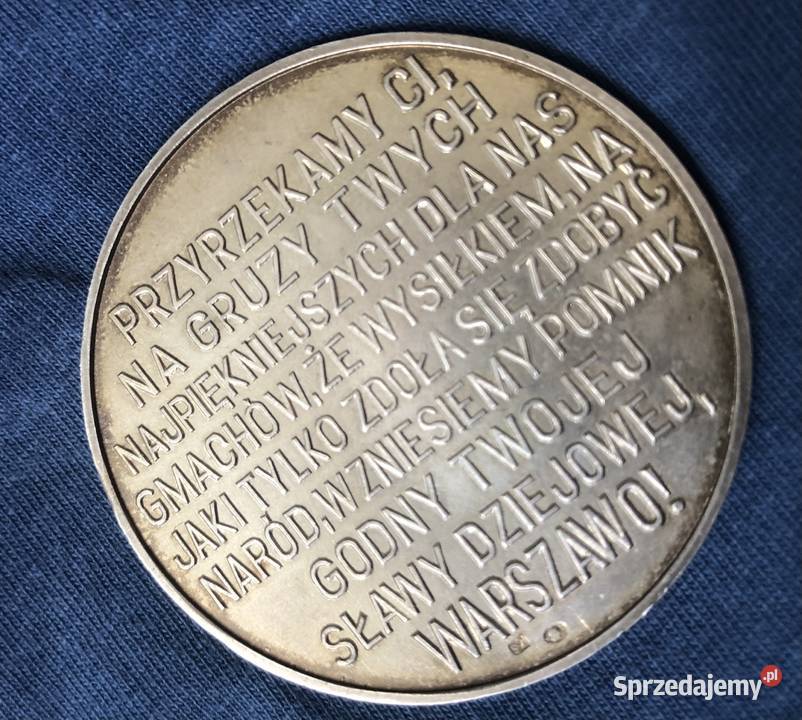 PRZYRZEKAMY CI,
NA GRUZY TWYCH
NAJPIĘKNIEJSZYCH DLA NAS
GMACHÓW, ŻE WYSIŁKIEM, NA
JAKI TYLKO ZDOŁA SIĘ ZDOBYĆ
NARÓD, WZNIESIEMY POMNIK
GODNY TWOJEJ
SŁAWY DZIEJOWEJ,
WARSZAWO!
Sprzedajemy.pl